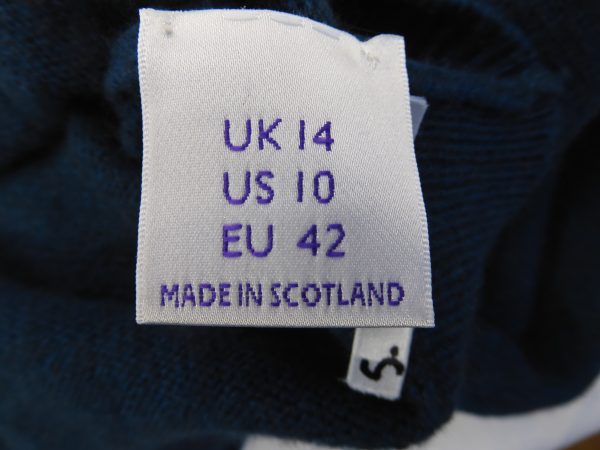 UK 14
US 10
EU 42
MADE IN SCOTLAND
S.